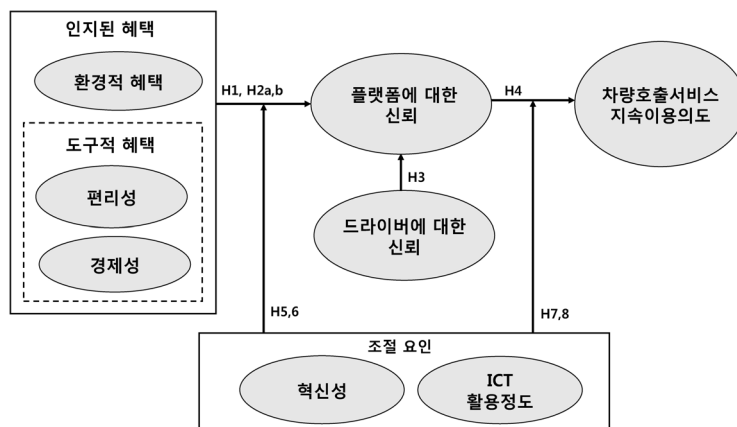 인지된 혜택
환경적 혜택
도구적 혜택
편리성
경제성
H1, H2a,b
플랫폼에 대한
신뢰
H3
드라이버에 대한
신뢰
H4
차량호출서비스
지속이용의도
H5,6
H7,8
조절 요인
혁신성
ICT
활용정도